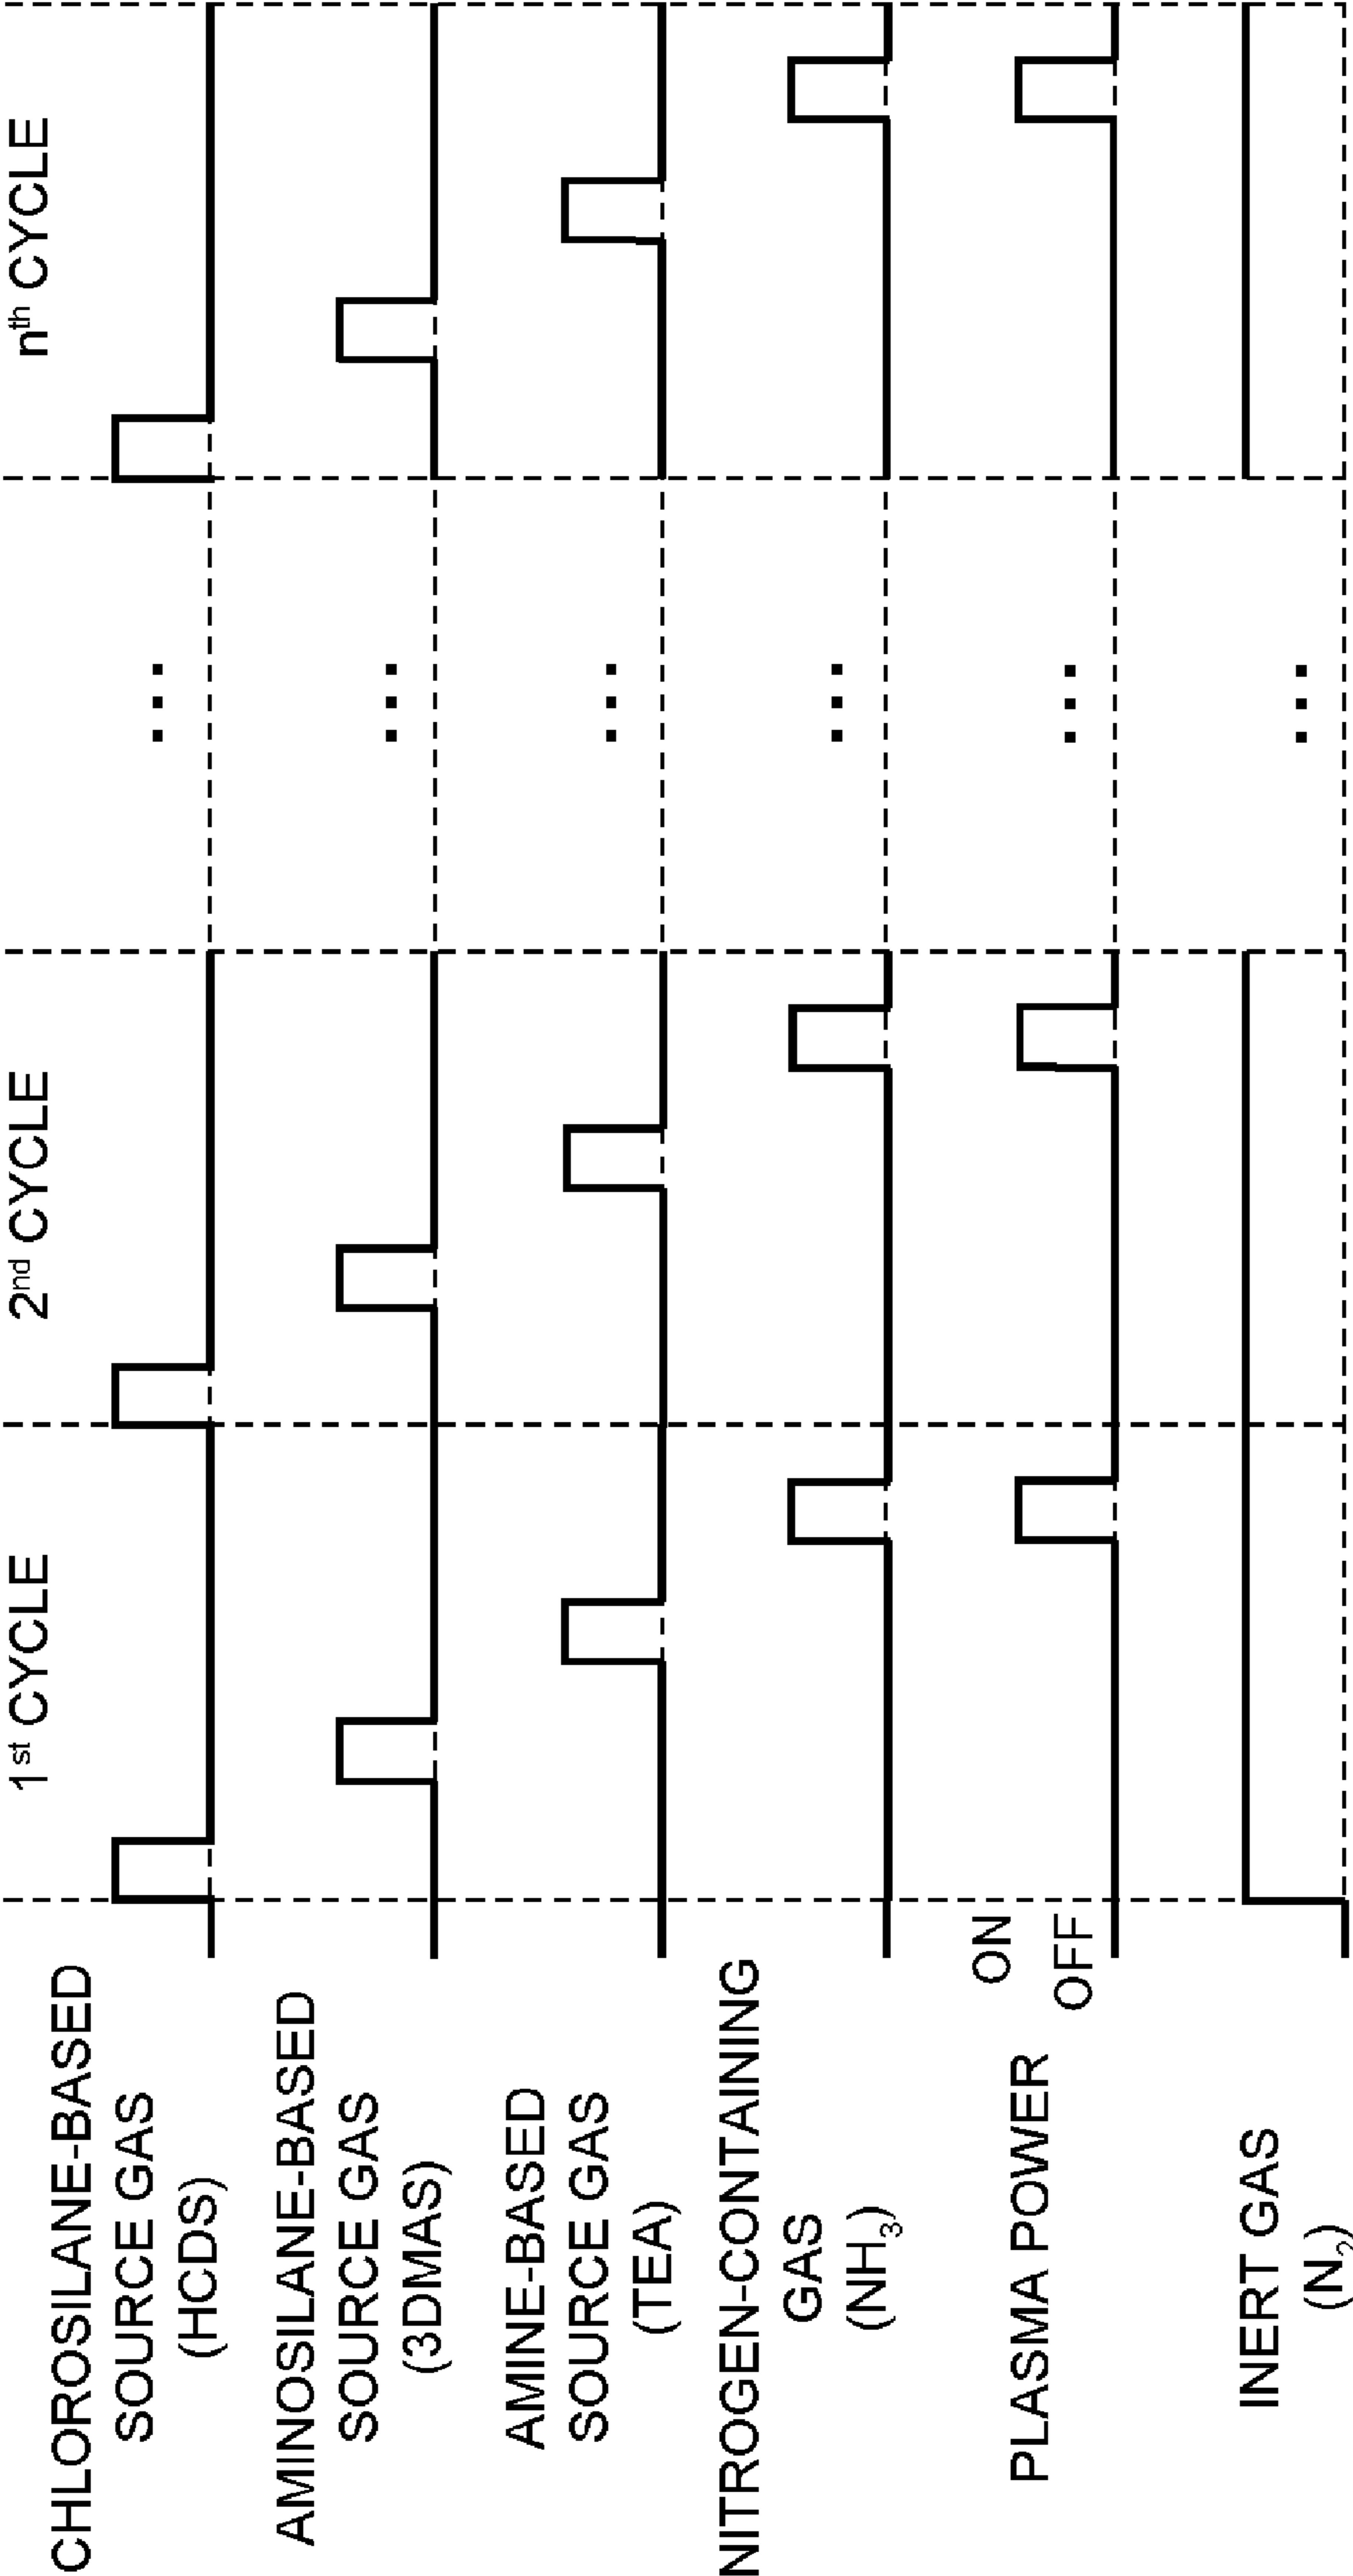 1st CYCLE
2nd CYCLE
nth CYCLE
CHLOROSILANE-BASED
SOURCE GAS
(HCDS)
AMINOSILANE-BASED
SOURCE GAS
(3DMAS)
AMINE-BASED
SOURCE GAS
(TEA)
NITROGEN-CONTAINING
GAS
(NH₃)
ON
PLASMA POWER
OFF
INERT GAS
(N₂)